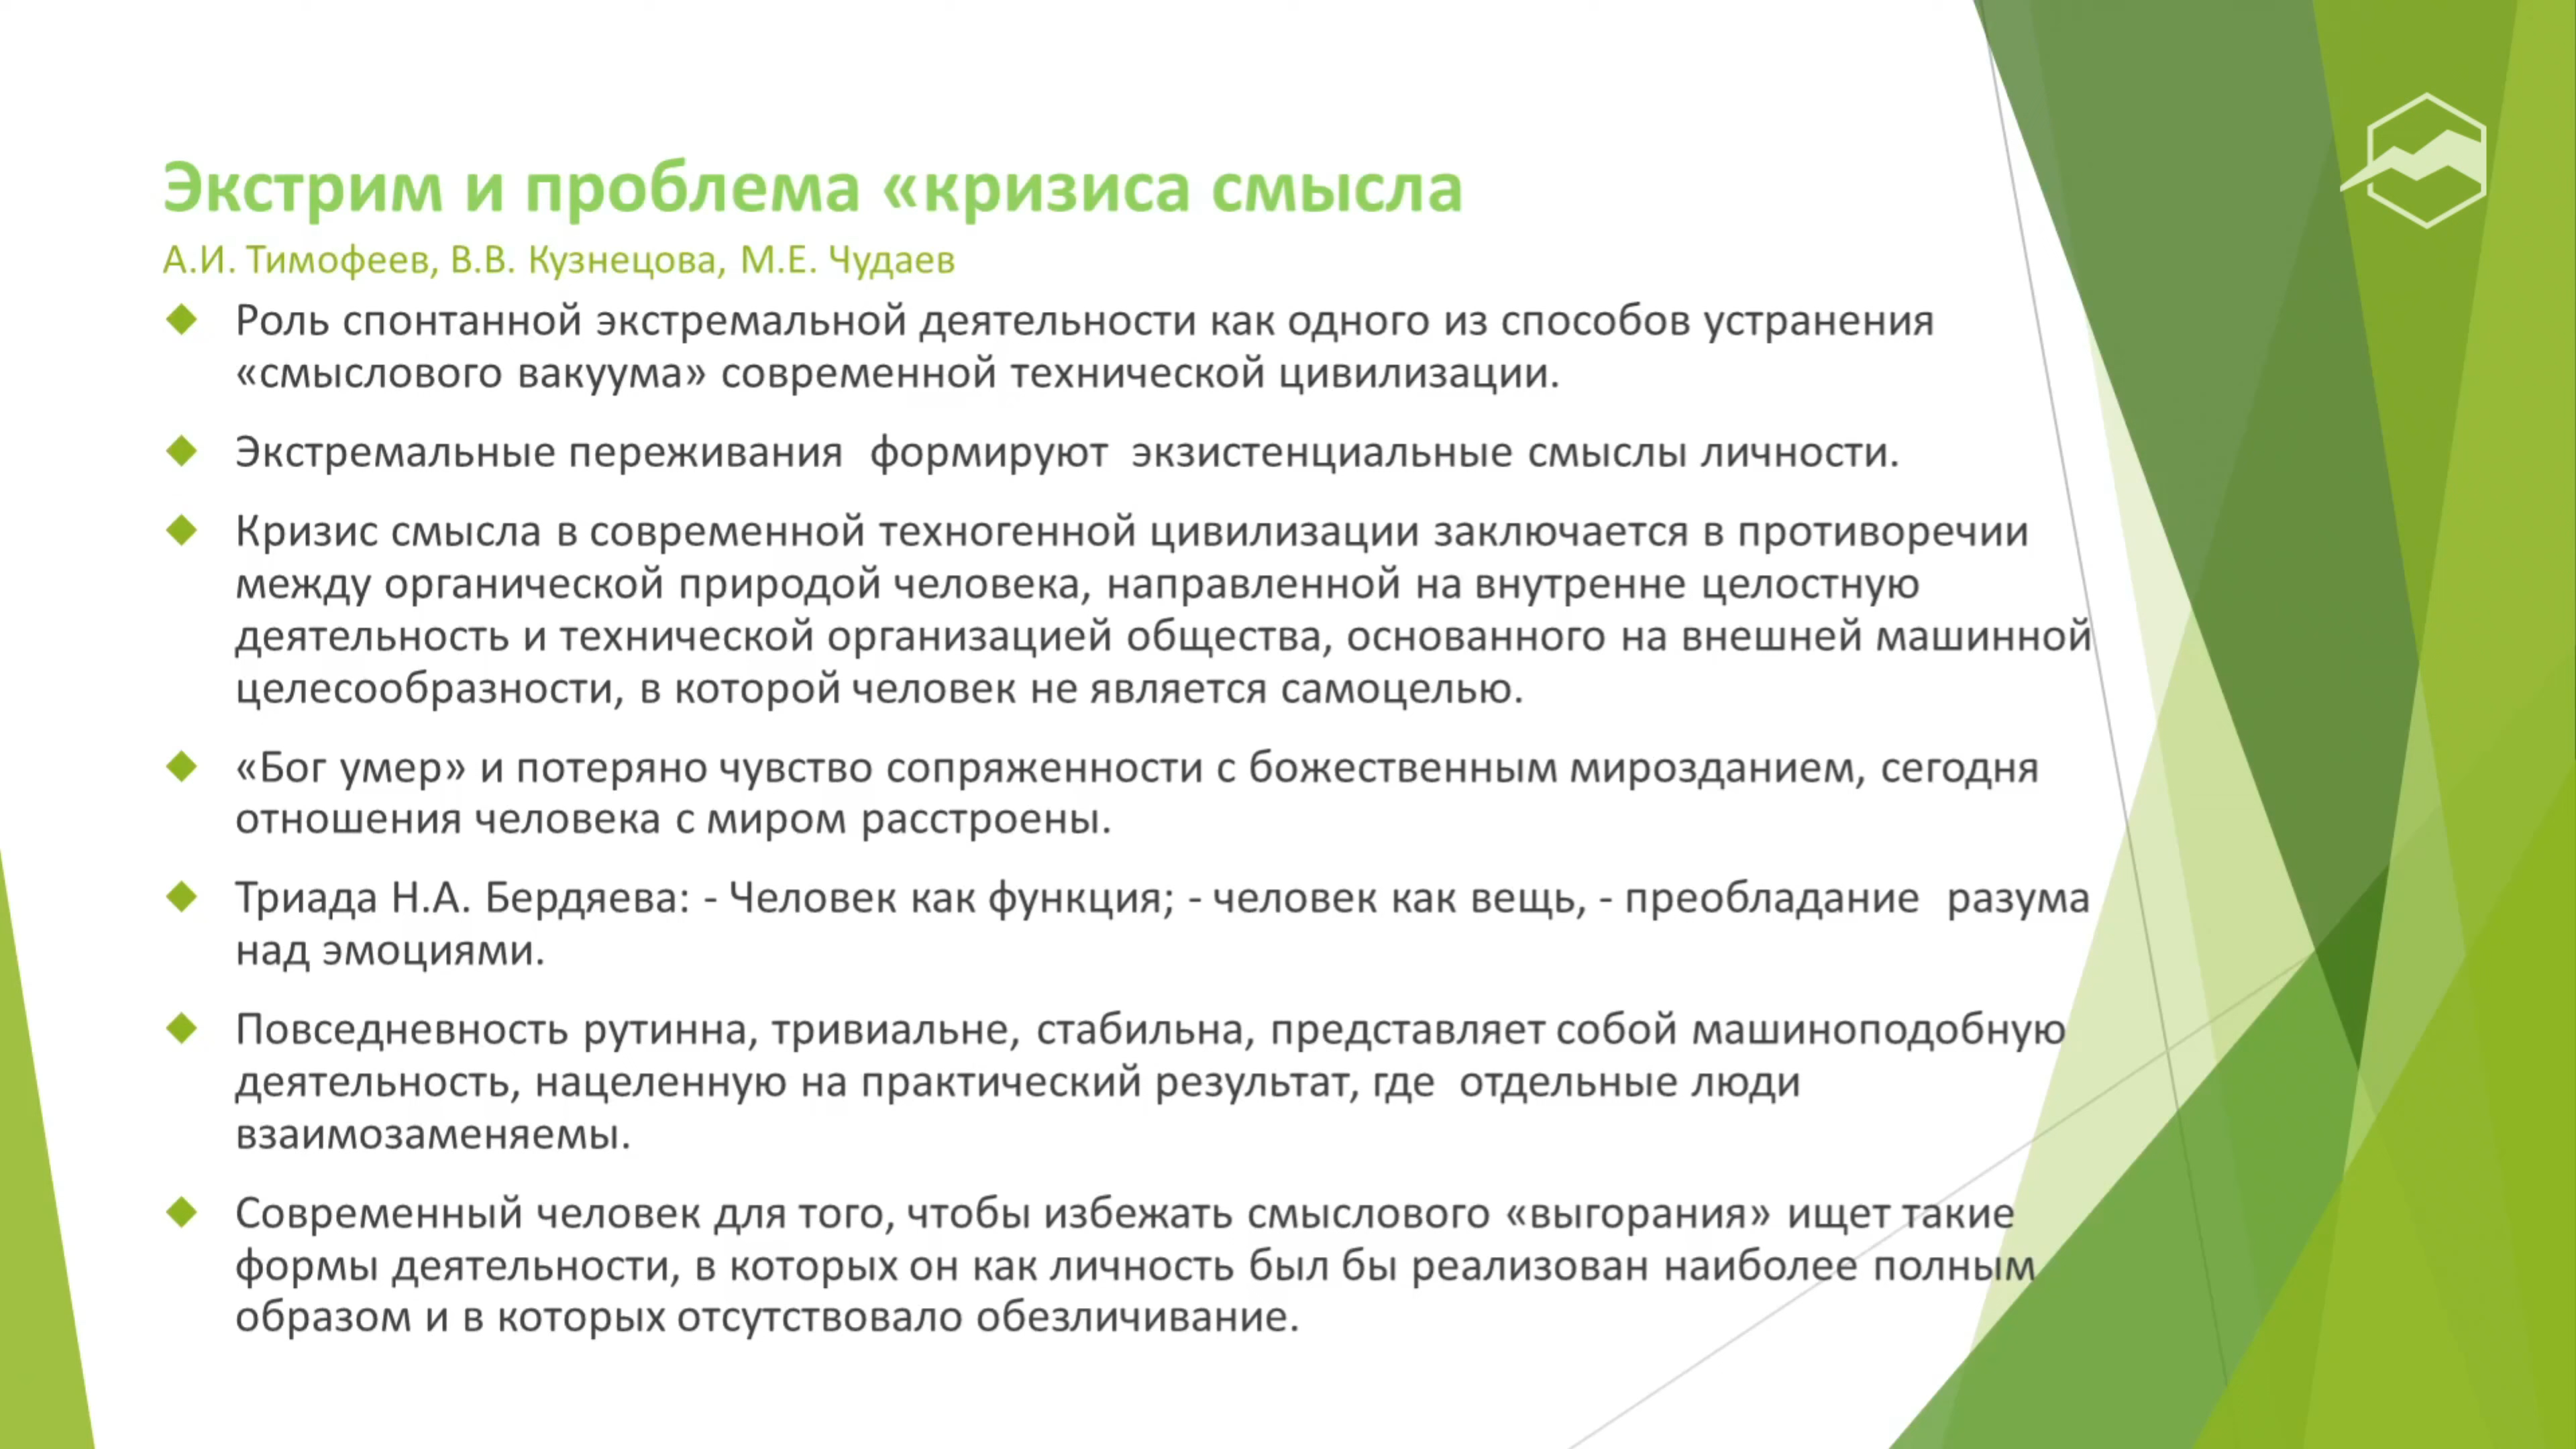 Экстрим и проблема «кризиса смысла
А.И. Тимофеев, В.В. Кузнецова, М.Е. Чудаев
Роль спонтанной экстремальной деятельности как одного из способов устранения
«смыслового вакуума» современной технической цивилизации.
Экстремальные переживания формируют экзистенциальные смыслы личности.
Кризис смысла в современной техногенной цивилизации заключается в противоречии
между органической природой человека, направленной на внутренне целостную
деятельность и технической организацией общества, основанного на внешней машинной
целесообразности, в которой человек не является самоцелью.
«Бог умер» и потеряно чувство сопряженности с божественным мирозданием, сегодня
отношения человека с миром расстроены.
Триада Н.А. Бердяева: - Человек как функция; - человек как вещь, - преобладание разума
над эмоциями.
Повседневность рутинна, тривиальне, стабильна, представляет собой машиноподобную
деятельность, нацеленную на практический результат, где отдельные люди
взаимозаменяемы.
Современный человек для того, чтобы избежать смыслового «выгорания» ищет такие
формы деятельности, в которых он как личность был бы реализован наиболее полным
образом и в которых отсутствовало обезличивание.